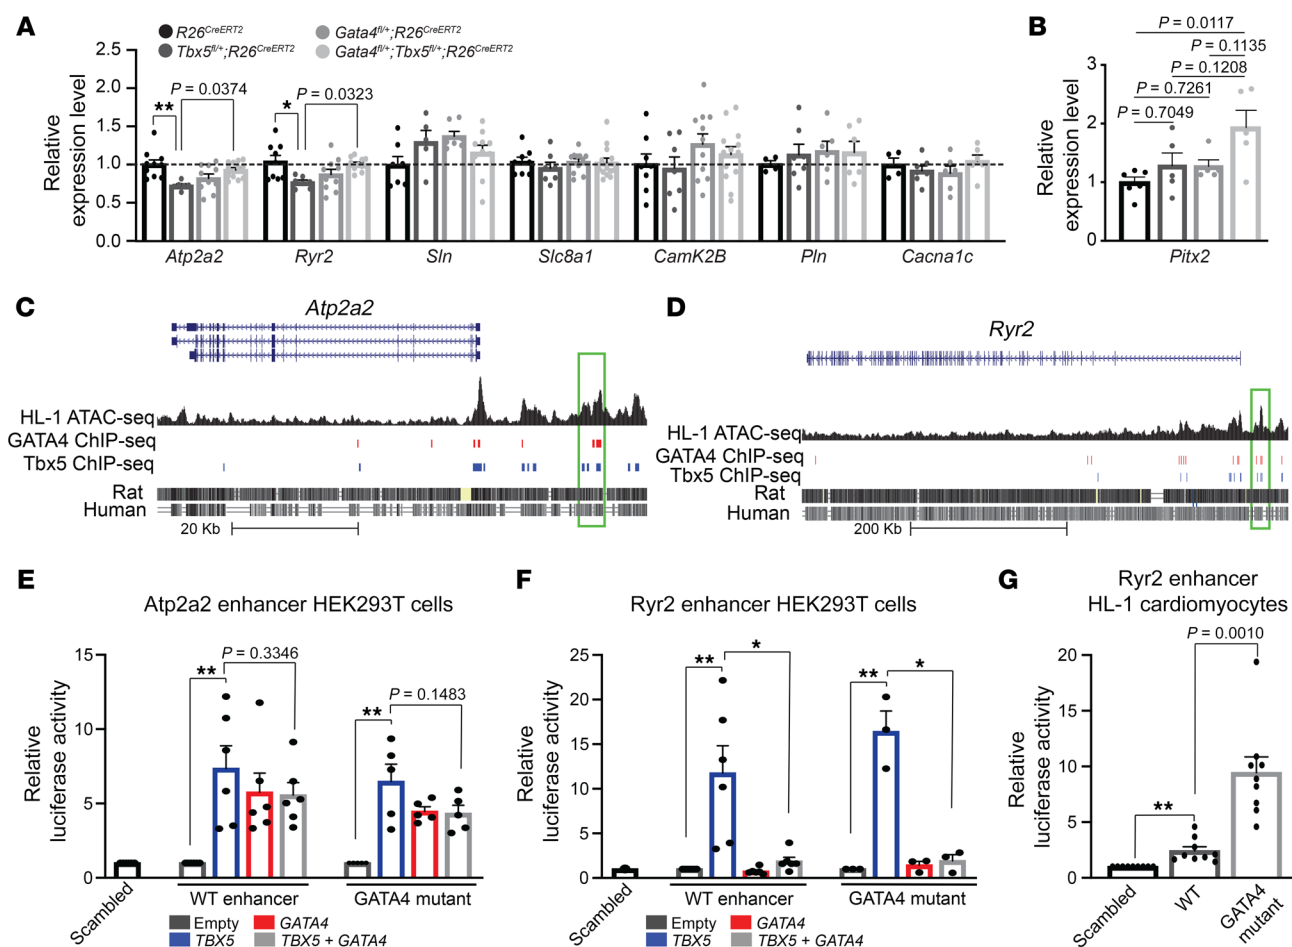 A
R26CreERT2
Gata4fl/+;R26CreERT2
Tbx5fl/+;R26CreERT2
Gata4fl/+;Tbx5fl/+;R26CreERT2
Relative
expression level
2.5
2.0
1.5
1.0
0.5
0.0
P = 0.0374
**
P = 0.0323
*
Atp2a2
Ryr2
Sln
Slc8a1
CamK2B
Pln
Cacna1c
B
Relative
expression level
3
2
1
0
P = 0.0117
P = 0.1135
P = 0.1208
P = 0.7261
P = 0.7049
Pitx2
C
Atp2a2
HL-1 ATAC-seq
GATA4 ChIP-seq
Tbx5 ChIP-seq
Rat
Human
20 Kb
D
Ryr2
HL-1 ATAC-seq
GATA4 ChIP-seq
Tbx5 ChIP-seq
Rat
Human
200 Kb
E
Atp2a2 enhancer HEK293T cells
Relative
luciferase activity
15
10
5
0
P = 0.3346
**
P = 0.1483
**
Scambled
WT enhancer
GATA4 mutant
Empty
GATA4
TBX5
TBX5 + GATA4
F
Ryr2 enhancer HEK293T cells
Relative
luciferase activity
25
20
15
10
5
0
**
*
**
*
Scambled
WT enhancer
GATA4 mutant
Empty
GATA4
TBX5
TBX5 + GATA4
G
Ryr2 enhancer
HL-1 cardiomyocytes
Relative
luciferase activity
20
15
10
5
0
P = 0.0010
**
Scambled
WT
GATA4
mutant